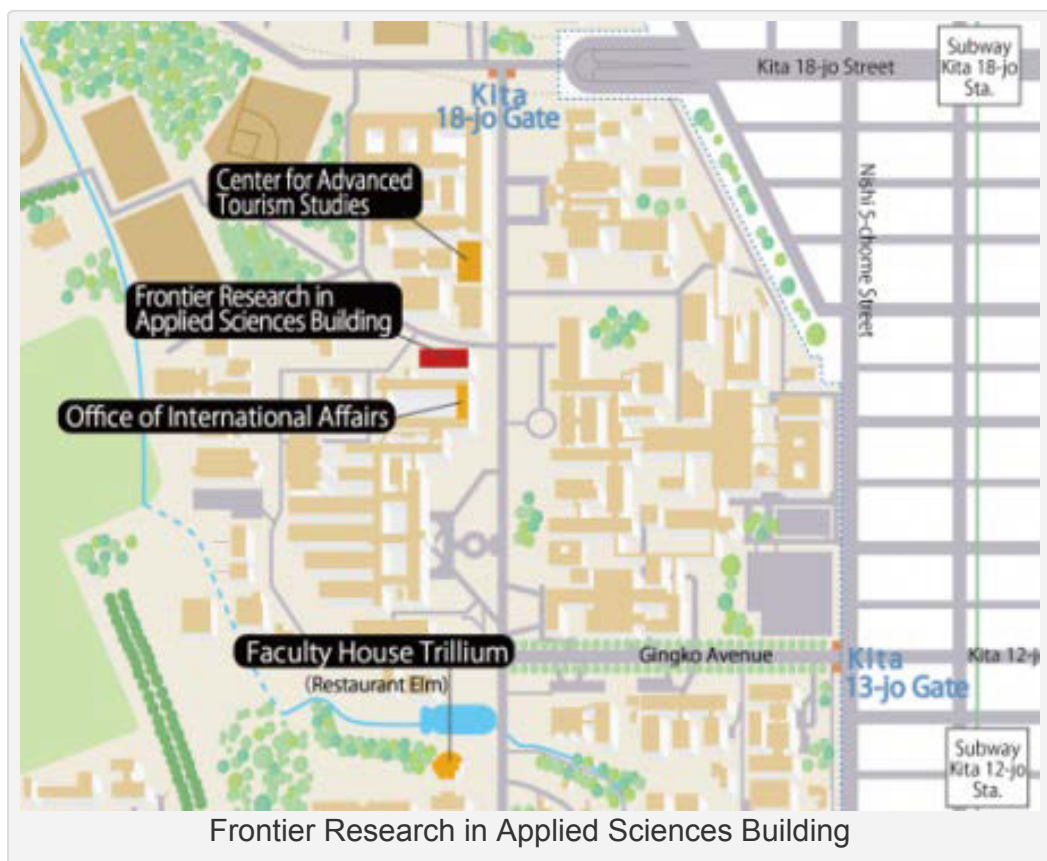 Kita 18-jo Street
Subway
Kita 18-jo
Sta.
Kita
18-jo Gate
Center for Advanced
Tourism Studies
Nishi 5-chome Street
Frontier Research in
Applied Sciences Building
Office of International Affairs
Faculty House Trillium
(Restaurant Elm)
Gingko Avenue
Kita
13-jo Gate
Kita 12-j
Subway
Kita 12-jo
Sta.
Frontier Research in Applied Sciences Building